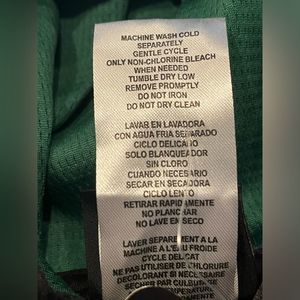 MACHINE WASH COLD
SEPARATELY
GENTLE CYCLE
ONLY NON-CHLORINE BLEACH
WHEN NEEDED
TUMBLE DRY LOW
REMOVE PROMPTLY
DO NOT IRON
DO NOT DRY CLEAN
LAVAR EN LAVADORA
CON AGUA FRIA SEPARADO
CICLO DELICADO
SOLO BLANQUEADOR
SIN CLORO
CUANDO NECESARIO
SECAR EN SECADORA
CICLO LENTO
RETIRAR RAPIDAMENTE
NO PLANCHAR
NO LAVE EN SECO
LAVER SEPAREMENT A LA
MACHINE A L'EAU FROIDE
CYCLE DELICAT
NE PAS UTILISER DE CHLORURE
DECOLORANT SI NECESSAIRE
SECHER PAR CULBUTE
TEMPERATURE